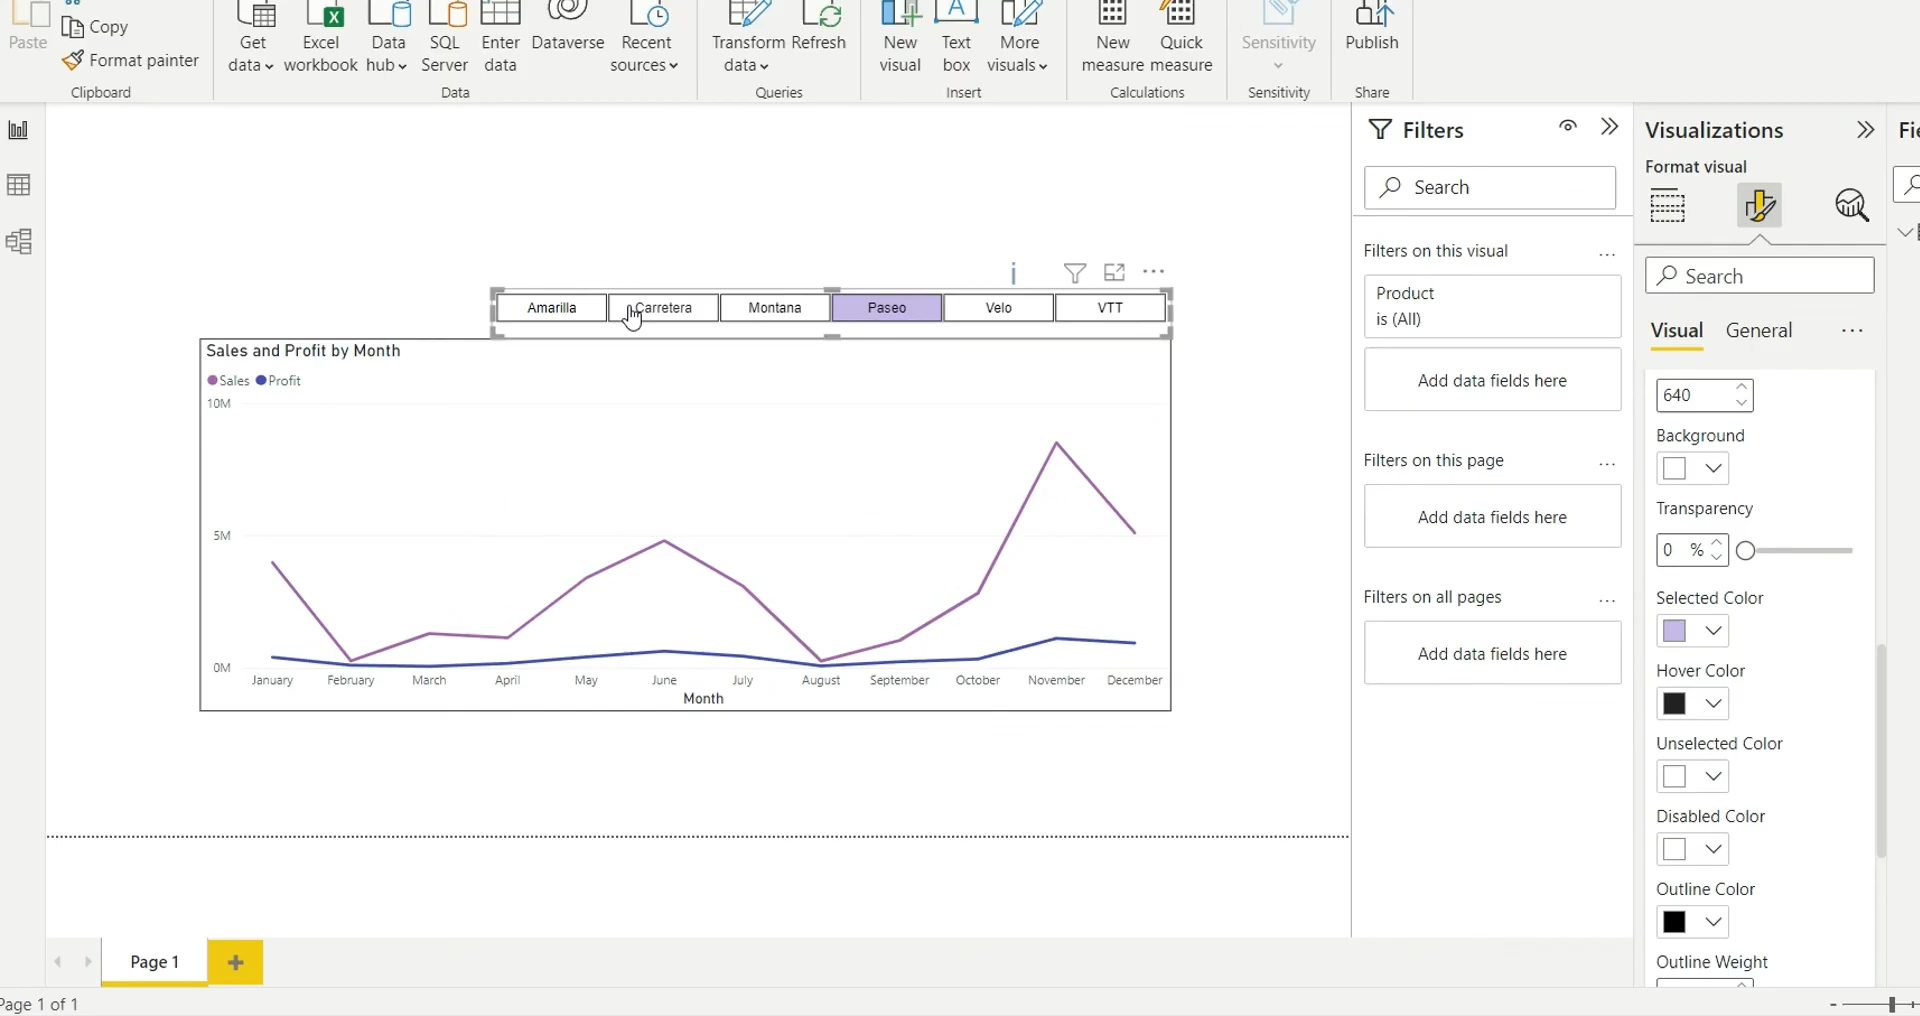 Paste
Copy
Format painter
Clipboard
Get data
Excel workbook
Data hub
SQL Server
Enter data
Dataverse
Recent sources
Data
Transform data
Refresh
Queries
New visual
Text box
More visuals
Insert
New measure
Quick measure
Calculations
Sensitivity
Sensitivity
Publish
Share
Amarilla
Carretera
Montana
Paseo
Velo
VTT
Sales and Profit by Month
Sales Profit
10M
5M
0M
January February March April May June July August September October November December
Month
Filters
Search
Filters on this visual ...
Product
is (All)
Add data fields here
Filters on this page ...
Add data fields here
Filters on all pages ...
Add data fields here
Visualizations
Format visual
Search
Visual General ...
640
Background
Transparency
0 %
Selected Color
Hover Color
Unselected Color
Disabled Color
Outline Color
Outline Weight
Page 1
Page 1 of 1